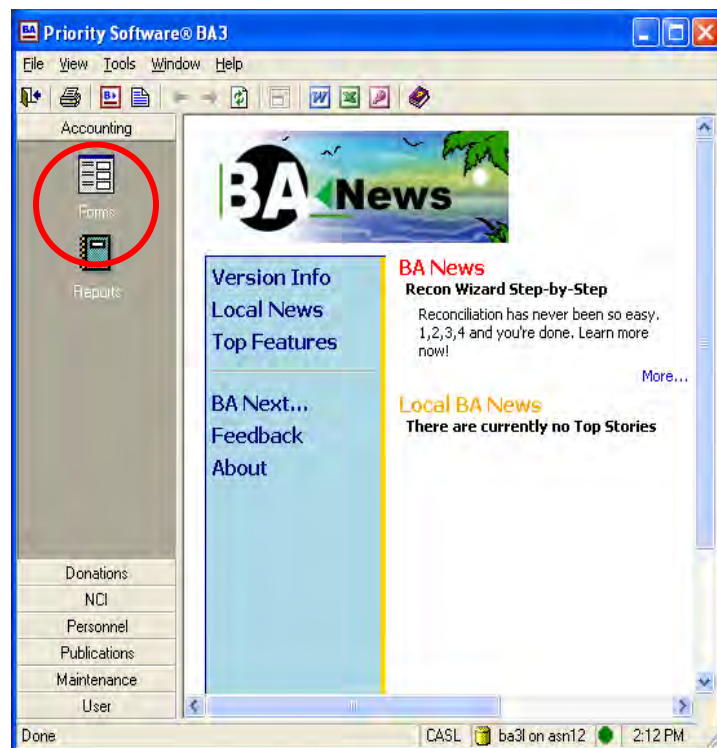 Priority Software® BA3
File View Tools Window Help
Accounting
Forms
Reports
Donations
NCI
Personnel
Publications
Maintenance
User
BA News
Version Info
Local News
Top Features
BA Next...
Feedback
About
BA News
Recon Wizard Step-by-Step
Reconciliation has never been so easy.
1,2,3,4 and you're done. Learn more
now!
More...
Local BA News
There are currently no Top Stories
Done CASL ba3l on asn12 2:12 PM